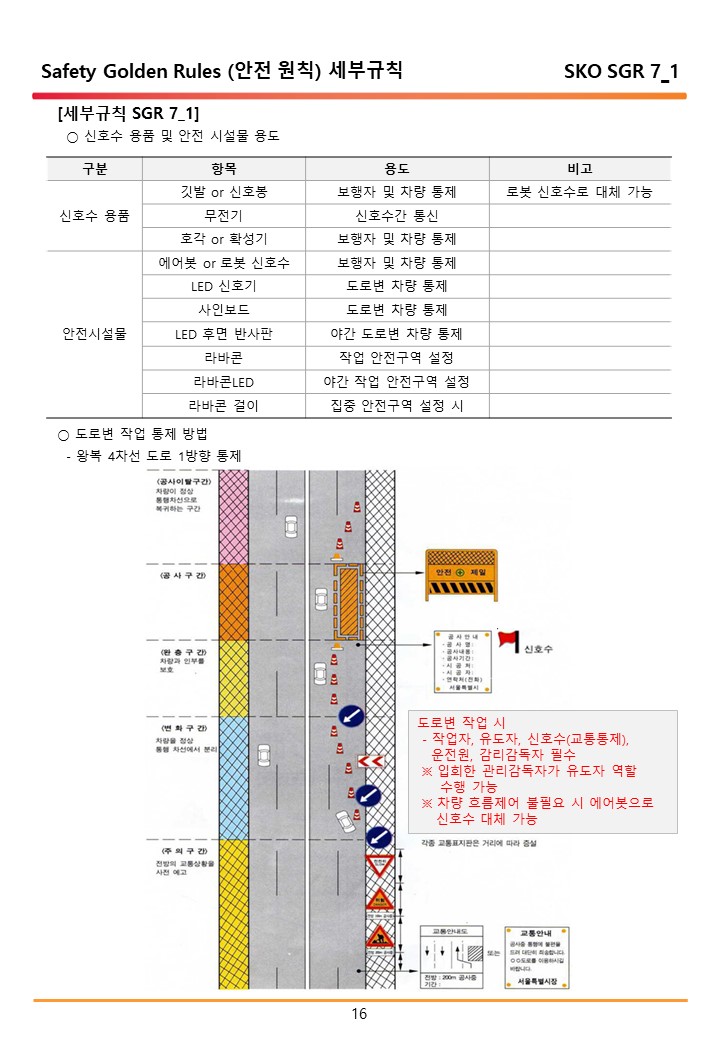 Safety Golden Rules (안전 원칙) 세부규칙 SKO SGR 7_1
[세부규칙 SGR 7_1]
○ 신호수 용품 및 안전 시설물 용도
구분 항목 용도 비고
신호수 용품
깃발 or 신호봉 보행자 및 차량 통제 로봇 신호수로 대체 가능
무전기 신호수간 통신
호각 or 확성기 보행자 및 차량 통제
안전시설물
에어봇 or 로봇 신호수 보행자 및 차량 통제
LED 신호기 도로변 차량 통제
사인보드 도로변 차량 통제
LED 후면 반사판 야간 도로변 차량 통제
라바콘 작업 안전구역 설정
라바콘LED 야간 작업 안전구역 설정
라바콘 걸이 집중 안전구역 설정 시
○ 도로변 작업 통제 방법
- 왕복 4차선 도로 1방향 통제
(공사이탈구간)
차량이 정상
통행차선으로
복귀하는 구간
(공 사 구 간)
안전 제일
(완 충 구 간)
차량과 인부를
보호
공 사 안 내
- 공 사 명:
- 공사내용:
- 공사기간:
- 시 공 처:
- 시 공 자:
- 연락처(전화)
서울특별시
신호수
(변 화 구 간)
차량을 정상
통행 차선에서 분리
도로변 작업 시
- 작업자, 유도자, 신호수(교통통제),
운전원, 감리감독자 필수
※ 입회한 관리감독자가 유도자 역할
수행 가능
※ 차량 흐름제어 불필요 시 에어봇으로
신호수 대체 가능
(주 의 구 간)
전방의 교통상황을
사전 예고
각종 교통표지판은 거리에 따라 증설
교통안내도
전방 : 200m 공사중
기간 :
또는
교통안내
공사중 통행에 불편을
드려 대단히 죄송합니다.
○○도로를 이용하시길
바랍니다.
서울특별시장
16